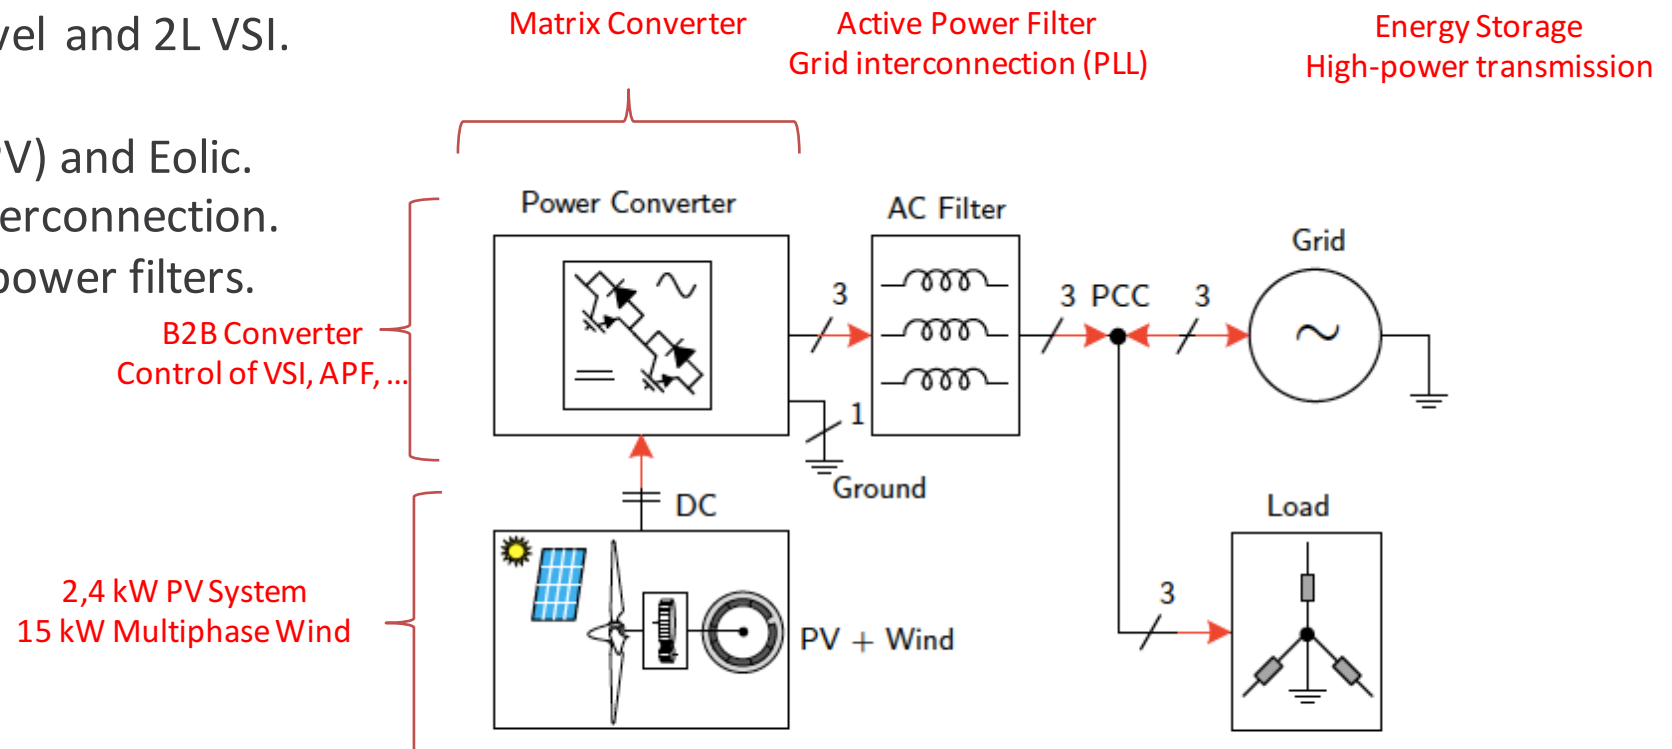 vel and 2L VSI.
PV) and Eolic.
erconnection.
power filters.
Matrix Converter
Active Power Filter
Grid interconnection (PLL)
Energy Storage
High-power transmission
Power Converter
AC Filter
Grid
3
3 PCC 3
B2B Converter
Control of VSI, APF, ...
1
Ground
DC
Load
2,4 kW PV System
15 kW Multiphase Wind
PV + Wind
3